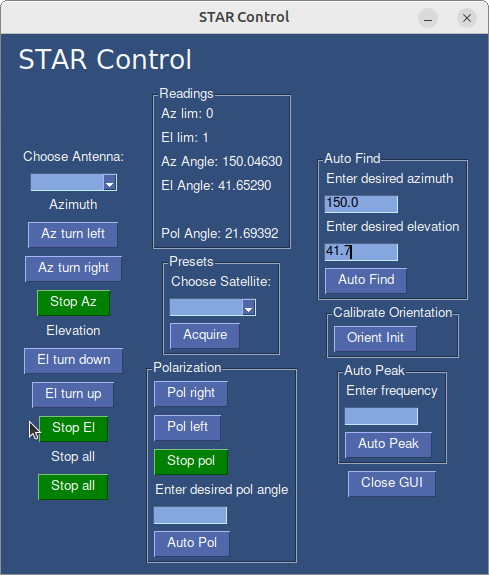 STAR Control
STAR Control
Choose Antenna:
Azimuth
Az turn left
Az turn right
Stop Az
Elevation
El turn down
El turn up
Stop El
Stop all
Stop all
Readings
Az lim: 0
El lim: 1
Az Angle: 150.04630
El Angle: 41.65290
Pol Angle: 21.69392
Presets
Choose Satellite:
Acquire
Polarization
Pol right
Pol left
Stop pol
Enter desired pol angle
Auto Pol
Auto Find
Enter desired azimuth
150.0
Enter desired elevation
41.7
Auto Find
Calibrate Orientation
Orient Init
Auto Peak
Enter frequency
Auto Peak
Close GUI